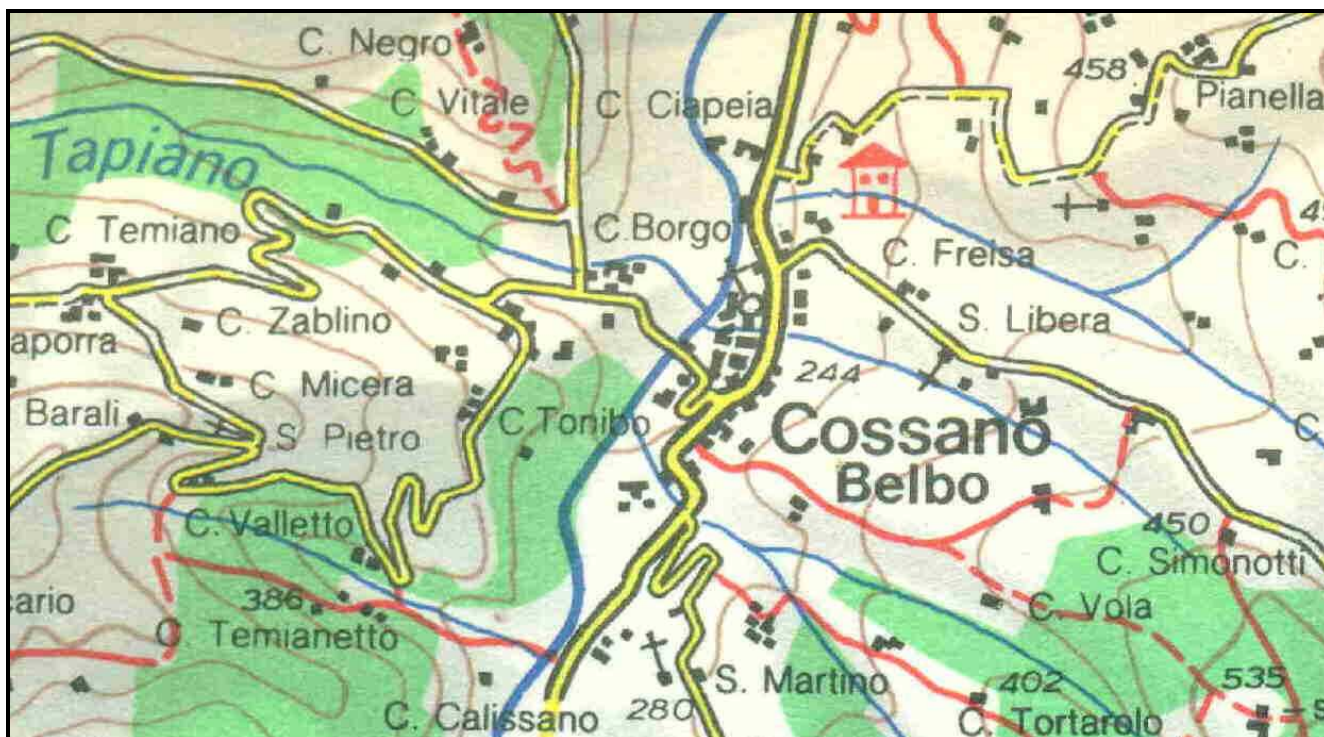 C. Negro
458
Pianella
C Vitale
C Ciapeia
Tapiano
C Temiano
C.Borgo
C. Freisa
C.
C. Zablino
S. Libera
aporra
C Micera
244
Barali
S Pietro
C Tonibo
Cossano
Belbo
C.
C. Valletto
450
C. Simonotti
cario
386
C. Temianetto
C. Vola
S. Martino
402
535
C. Calissano
280
C. Tortarolo